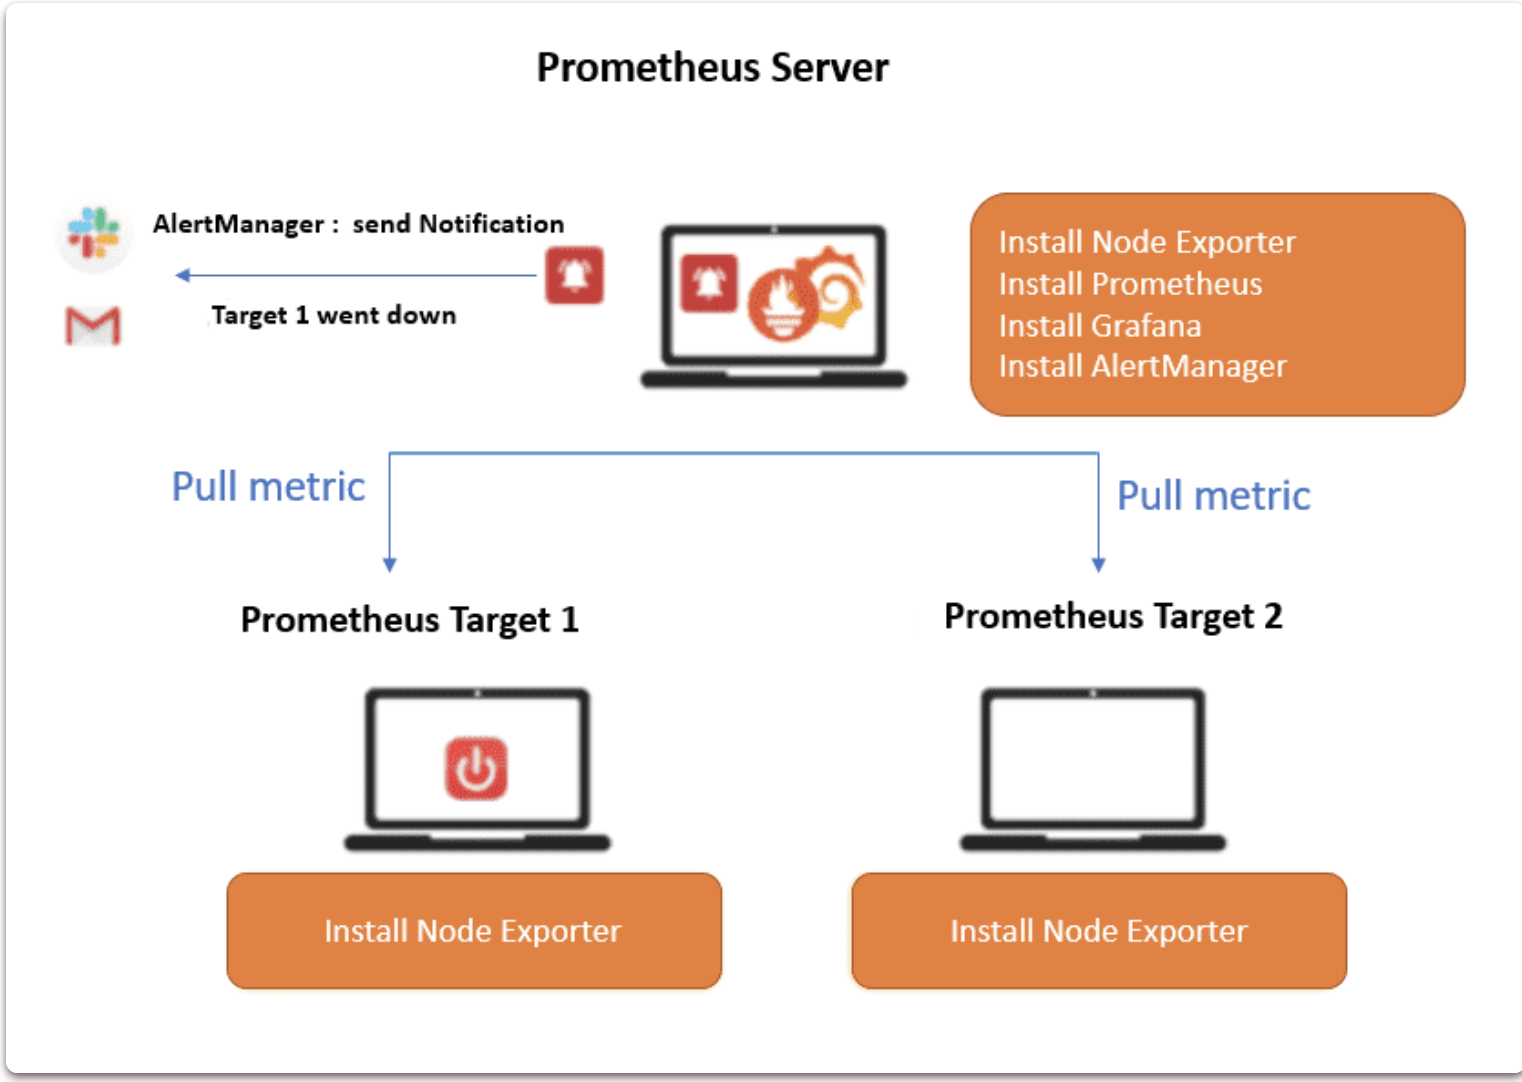 Prometheus Server
AlertManager : send Notification
Target 1 went down
Install Node Exporter
Install Prometheus
Install Grafana
Install AlertManager
Pull metric
Pull metric
Prometheus Target 1
Prometheus Target 2
Install Node Exporter
Install Node Exporter